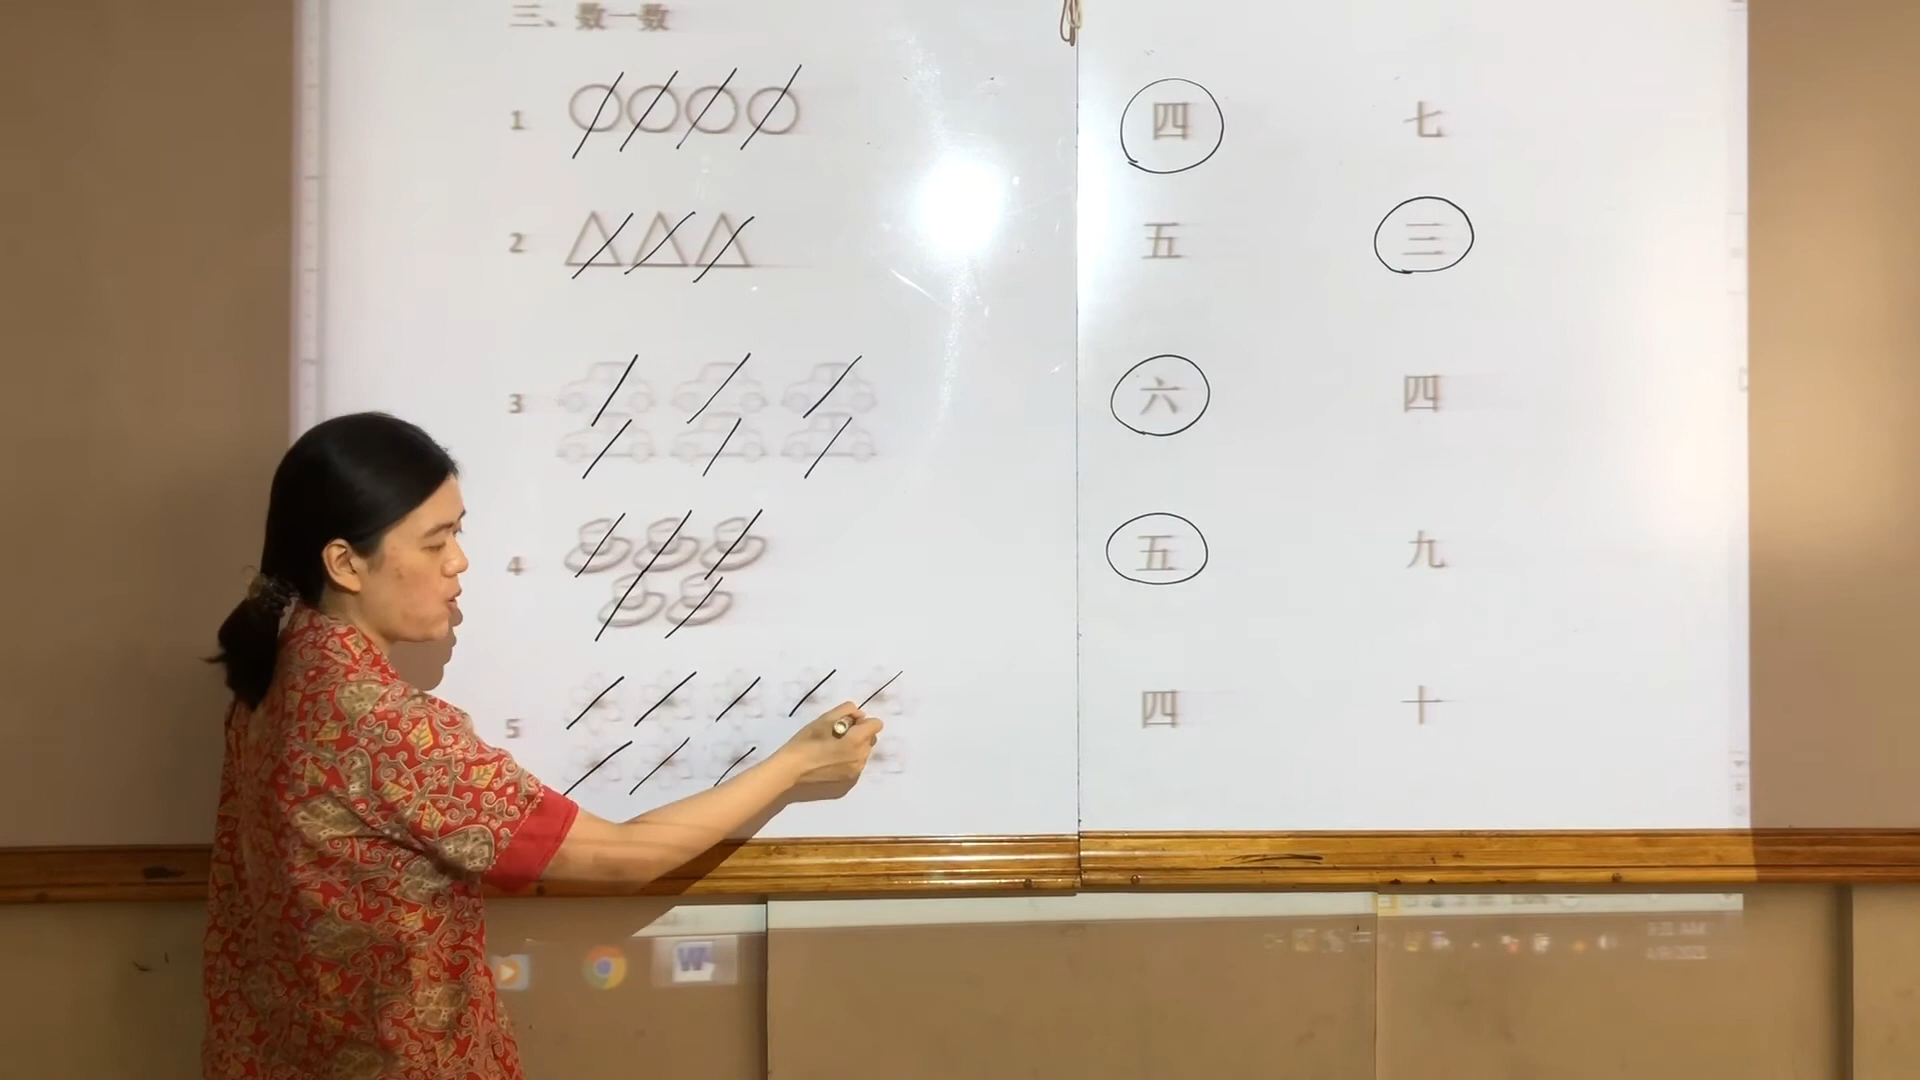 三、数一数
1 四 七
2 五 三
3 六 四
4 五 九
5 四 十